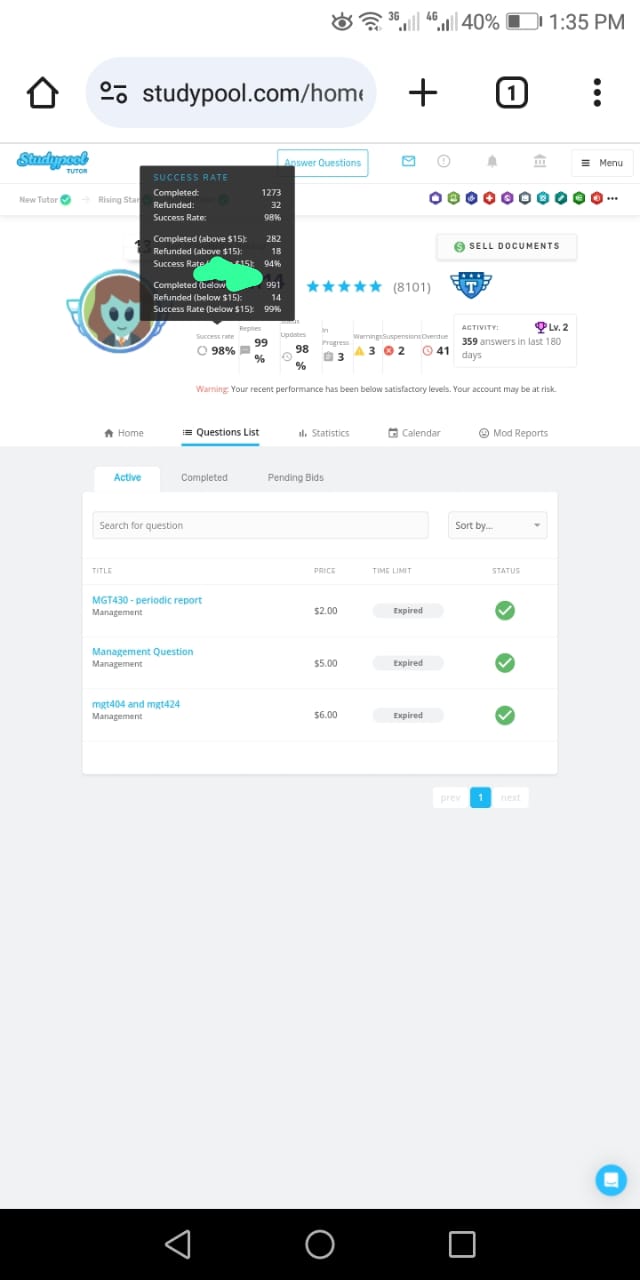 3G 4G 40% 1:35 PM
studypool.com/home
1
Studypool
TUTOR
Answer Questions
Menu
New Tutor
Rising Star
SUCCESS RATE
Completed: 1273
Refunded: 32
Success Rate: 98%
Completed (above $15): 282
Refunded (above $15): 18
Success Rate $15): 94%
Completed (below 991
Refunded (below $15): 14
Success Rate (below $15): 99%
SELL DOCUMENTS
(8101)
T
Success rate
98%
Replies
99 %
Status Updates
98 %
In Progress
3
Warnings
3
Suspensions
2
Overdue
41
ACTIVITY: Lv. 2
359 answers in last 180
days
Warning: Your recent performance has been below satisfactory levels. Your account may be at risk.
Home Questions List Statistics Calendar Mod Reports
Active Completed Pending Bids
Search for question Sort by...
TITLE PRICE TIME LIMIT STATUS
MGT430 - periodic report
Management
$2.00 Expired
Management Question
Management
$5.00 Expired
mgt404 and mgt424
Management
$6.00 Expired
prev 1 next